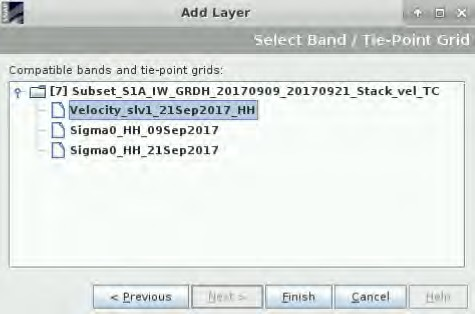 Add Layer
Select Band / Tie-Point Grid
Compatible bands and tie-point grids:
[7] Subset_S1A_IW_GRDH_20170909_20170921_Stack_vel_TC
Velocity_slv1_21Sep2017_HH
Sigma0_HH_09Sep2017
Sigma0_HH_21Sep2017
< Previous Next > Finish Cancel Help